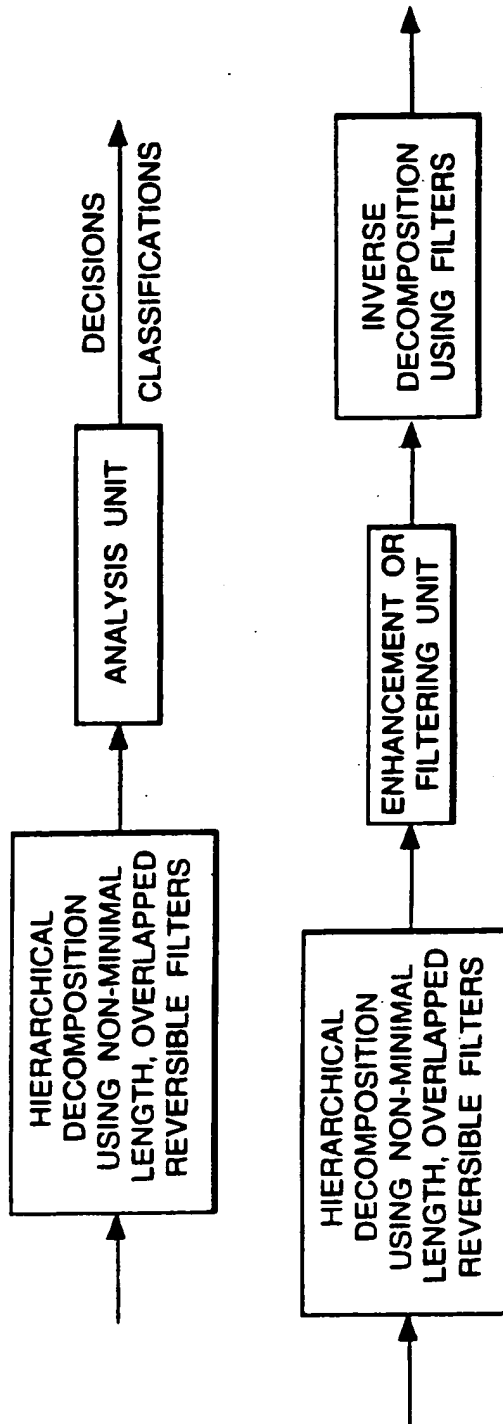 HIERARCHICAL
DECOMPOSITION
USING NON-MINIMAL
LENGTH, OVERLAPPED
REVERSIBLE FILTERS
ANALYSIS UNIT
DECISIONS
CLASSIFICATIONS
HIERARCHICAL
DECOMPOSITION
USING NON-MINIMAL
LENGTH, OVERLAPPED
REVERSIBLE FILTERS
ENHANCEMENT OR
FILTERING UNIT
INVERSE
DECOMPOSITION
USING FILTERS